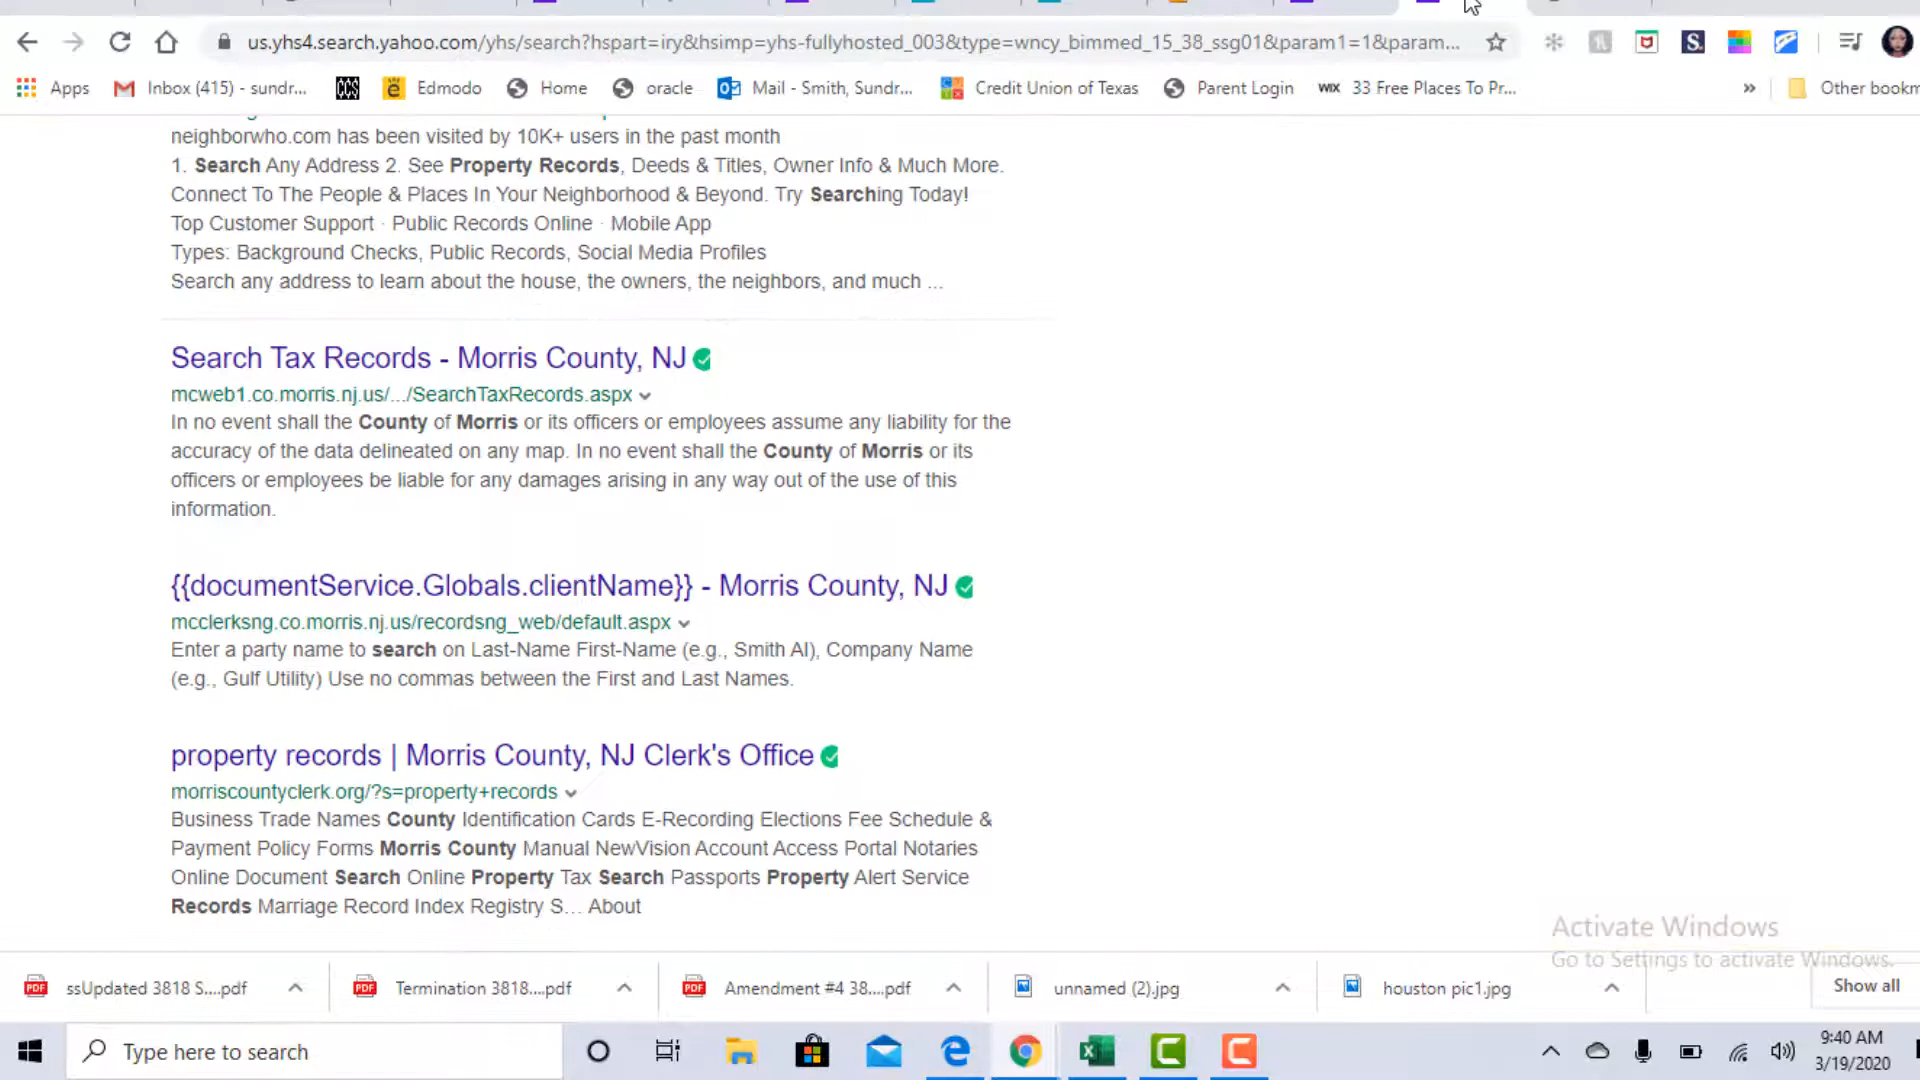 us.yhs4.search.yahoo.com/yhs/search?hspart=iry&hsimp=yhs-fullyhosted_003&type=wncy_bimmed_15_38_ssg01&param1=1&param...
Apps
Inbox (415) - sundr...
CCS
Edmodo
Home
oracle
Mail - Smith, Sundr...
Credit Union of Texas
Parent Login
WIX 33 Free Places To Pr...
»
Other bookm
neighborwho.com has been visited by 10K+ users in the past month
1. Search Any Address 2. See Property Records, Deeds & Titles, Owner Info & Much More.
Connect To The People & Places In Your Neighborhood & Beyond. Try Searching Today!
Top Customer Support · Public Records Online · Mobile App
Types: Background Checks, Public Records, Social Media Profiles
Search any address to learn about the house, the owners, the neighbors, and much ...
Search Tax Records - Morris County, NJ
mcweb1.co.morris.nj.us/.../SearchTaxRecords.aspx
In no event shall the County of Morris or its officers or employees assume any liability for the
accuracy of the data delineated on any map. In no event shall the County of Morris or its
officers or employees be liable for any damages arising in any way out of the use of this
information.
{{documentService.Globals.clientName}} - Morris County, NJ
mcclerksng.co.morris.nj.us/recordsng_web/default.aspx
Enter a party name to search on Last-Name First-Name (e.g., Smith Al), Company Name
(e.g., Gulf Utility) Use no commas between the First and Last Names.
property records | Morris County, NJ Clerk's Office
morriscountyclerk.org/?s=property+records
Business Trade Names County Identification Cards E-Recording Elections Fee Schedule &
Payment Policy Forms Morris County Manual NewVision Account Access Portal Notaries
Online Document Search Online Property Tax Search Passports Property Alert Service
Records Marriage Record Index Registry S... About
Activate Windows
Go to Settings to activate Windows.
PDF ssUpdated 3818 S....pdf
PDF Termination 3818....pdf
PDF Amendment #4 38....pdf
unnamed (2).jpg
houston pic1.jpg
Show all
Type here to search
9:40 AM
3/19/2020